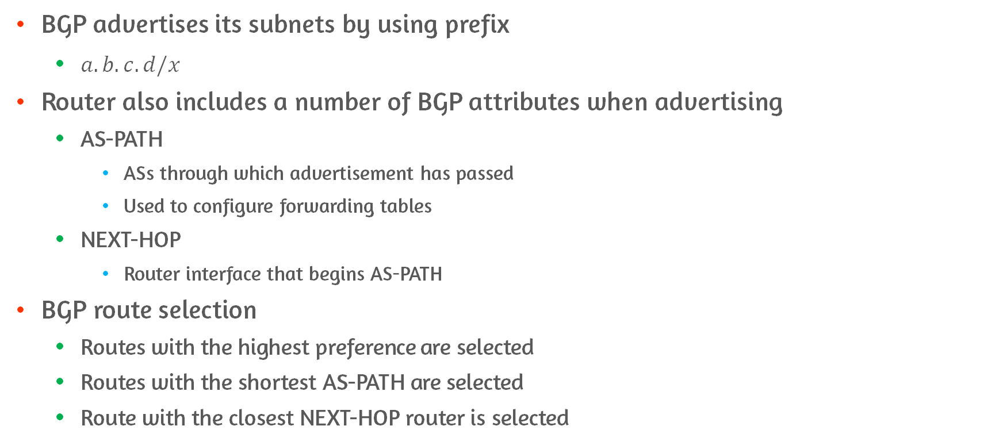 • BGP advertises its subnets by using prefix
• a.b.c.d/x
• Router also includes a number of BGP attributes when advertising
• AS-PATH
• ASs through which advertisement has passed
• Used to configure forwarding tables
• NEXT-HOP
• Router interface that begins AS-PATH
• BGP route selection
• Routes with the highest preference are selected
• Routes with the shortest AS-PATH are selected
• Route with the closest NEXT-HOP router is selected